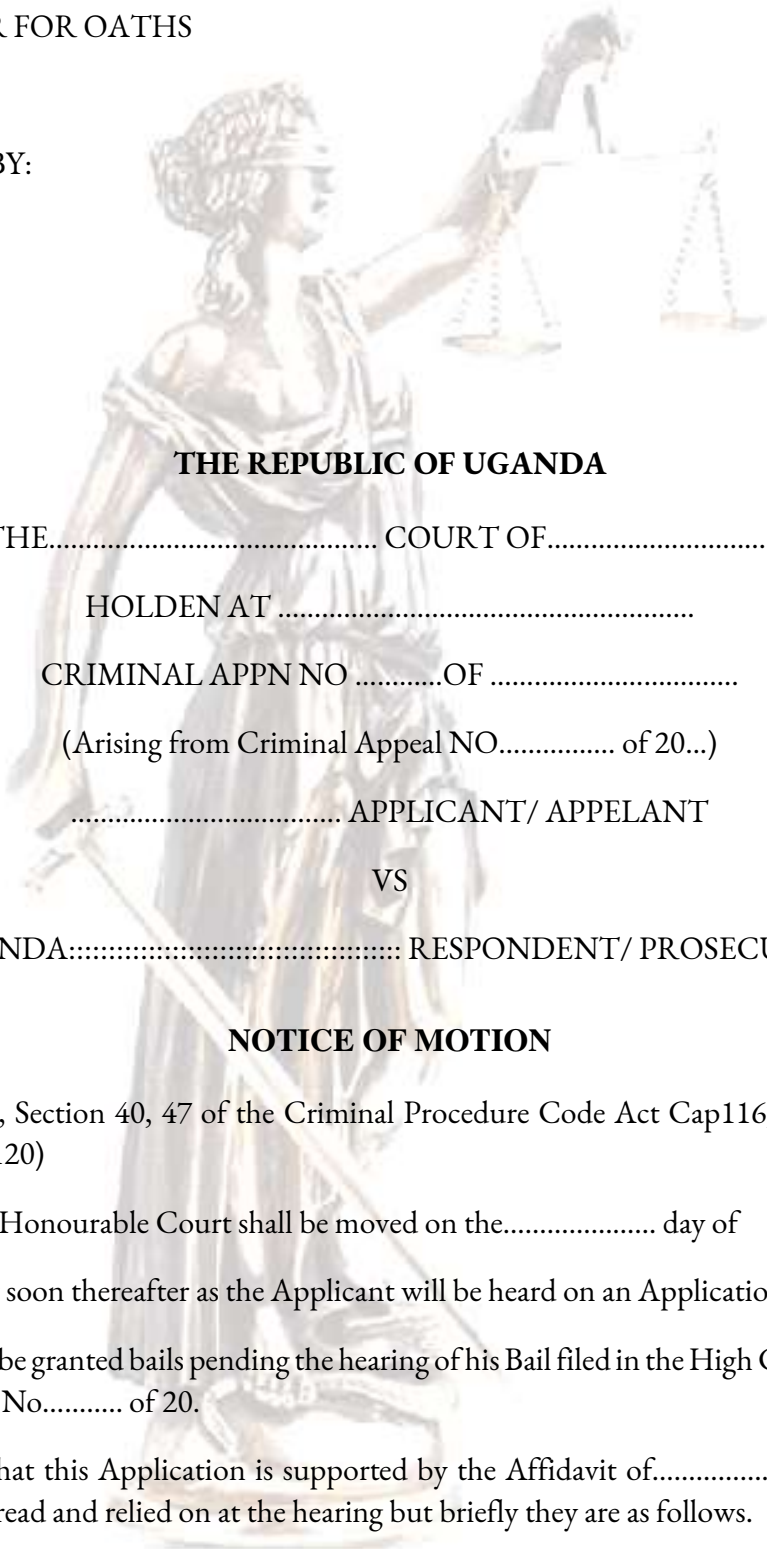 R FOR OATHS
BY:
THE REPUBLIC OF UGANDA
THE......................................... COURT OF...........................
HOLDEN AT ....................................................
CRIMINAL APPN NO ...........OF ...............................
(Arising from Criminal Appeal NO............... of 20...)
.................................. APPLICANT/ APPELANT
VS
NDA:::::::::::::::::::::::::::::::::::::::::: RESPONDENT/ PROSECU
NOTICE OF MOTION
, Section 40, 47 of the Criminal Procedure Code Act Cap116
120)
Honourable Court shall be moved on the................... day of
soon thereafter as the Applicant will be heard on an Applicatio
be granted bails pending the hearing of his Bail filed in the High C
No.......... of 20.
hat this Application is supported by the Affidavit of...............
read and relied on at the hearing but briefly they are as follows.